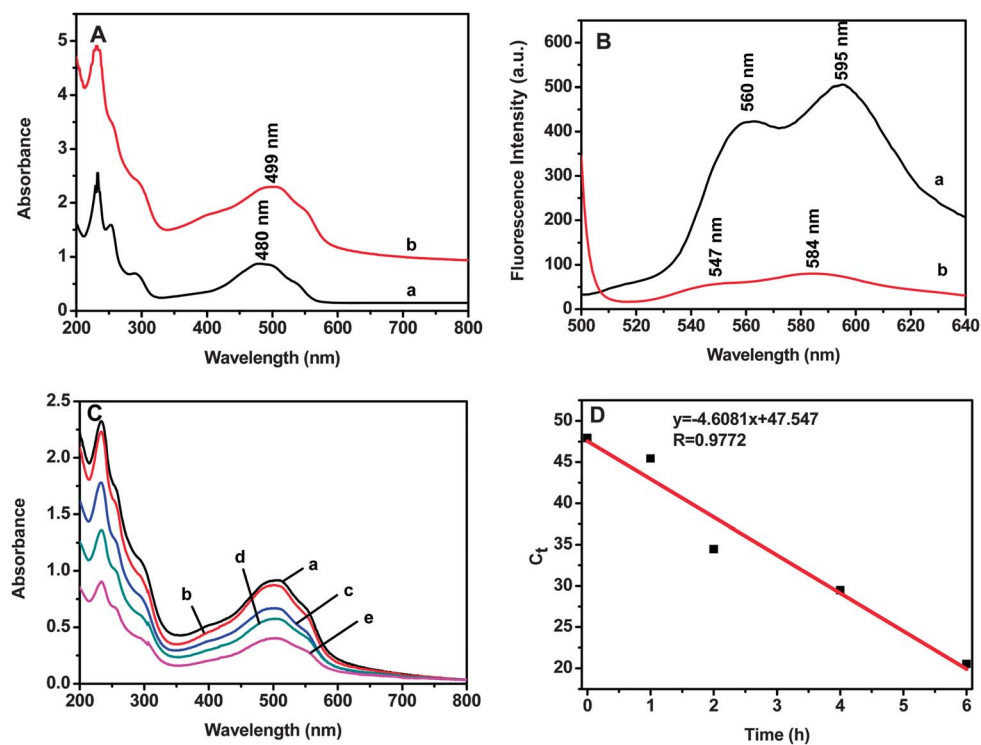 A
5
4
3
2
1
0
200 300 400 500 600 700 800
Absorbance
Wavelength (nm)
499 nm
480 nm
b
a
B
600
500
400
300
200
100
0
500 520 540 560 580 600 620 640
Fluorescence Intensity (a.u.)
Wavelength (nm)
560 nm
595 nm
547 nm
584 nm
a
b
C
2.5
2.0
1.5
1.0
0.5
0.0
200 300 400 500 600 700 800
Absorbance
Wavelength (nm)
d
a
b
c
e
D
y=-4.6081x+47.547
R=0.9772
50
45
40
35
30
25
20
0 1 2 3 4 5 6
Ct
Time (h)